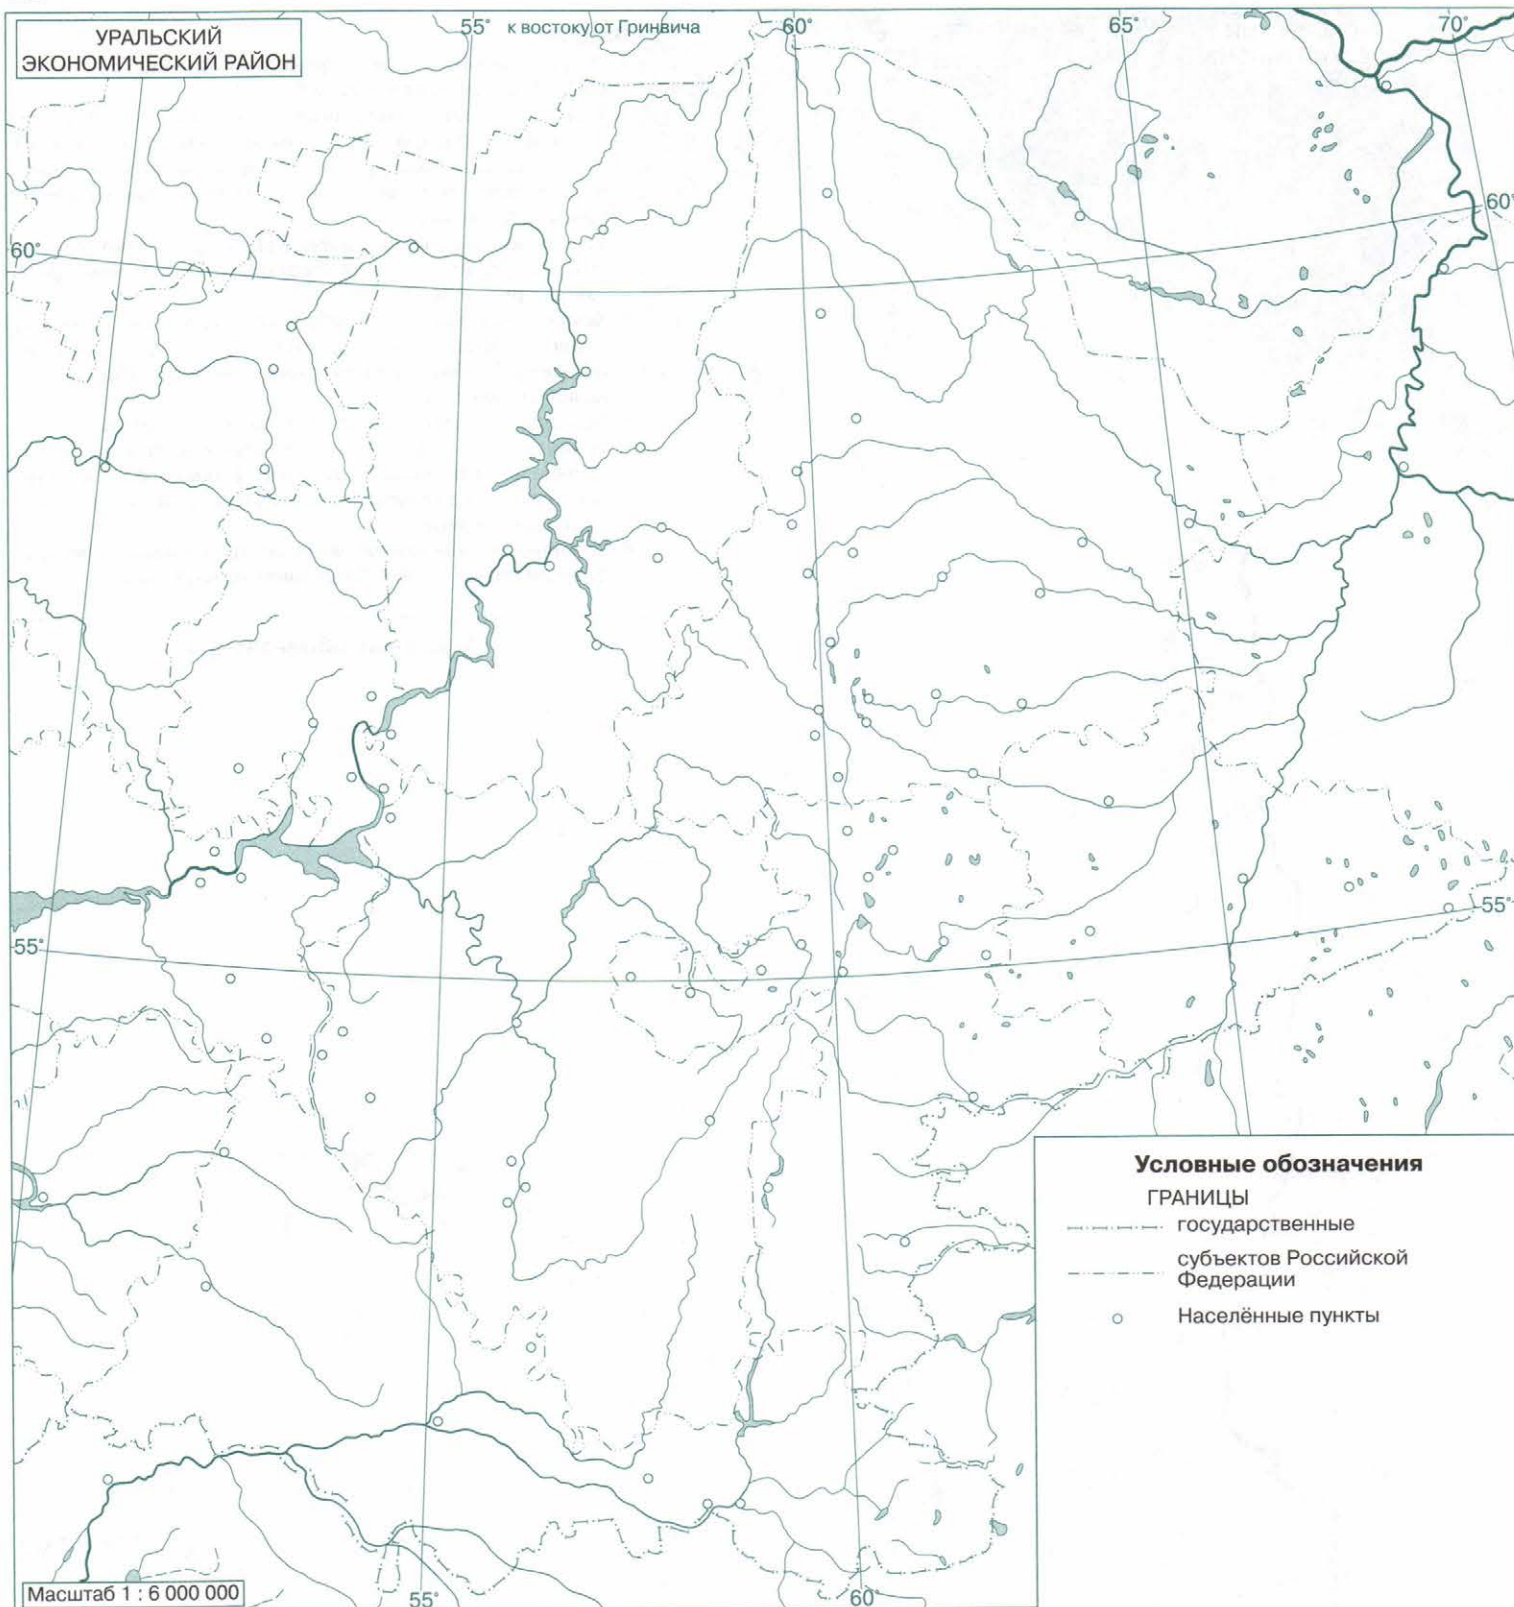 УРАЛЬСКИЙ
ЭКОНОМИЧЕСКИЙ РАЙОН
55° к востоку от Гринвича 60° 65° 70°
60° 60°
55° 55°
Условные обозначения
ГРАНИЦЫ
государственные
субъектов Российской
Федерации
Населённые пункты
Масштаб 1 : 6 000 000
55° 60°